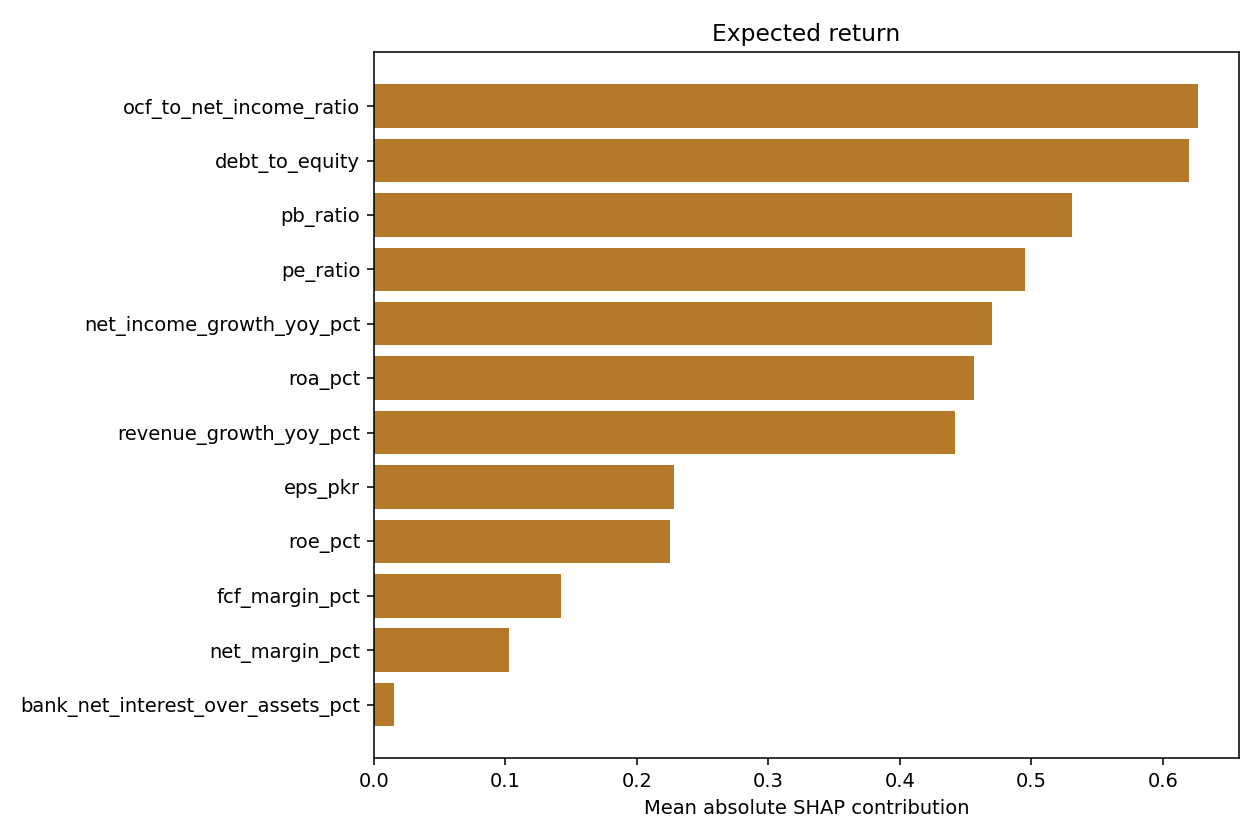 Expected return
ocf_to_net_income_ratio
debt_to_equity
pb_ratio
pe_ratio
net_income_growth_yoy_pct
roa_pct
revenue_growth_yoy_pct
eps_pkr
roe_pct
fcf_margin_pct
net_margin_pct
bank_net_interest_over_assets_pct
0.0 0.1 0.2 0.3 0.4 0.5 0.6
Mean absolute SHAP contribution